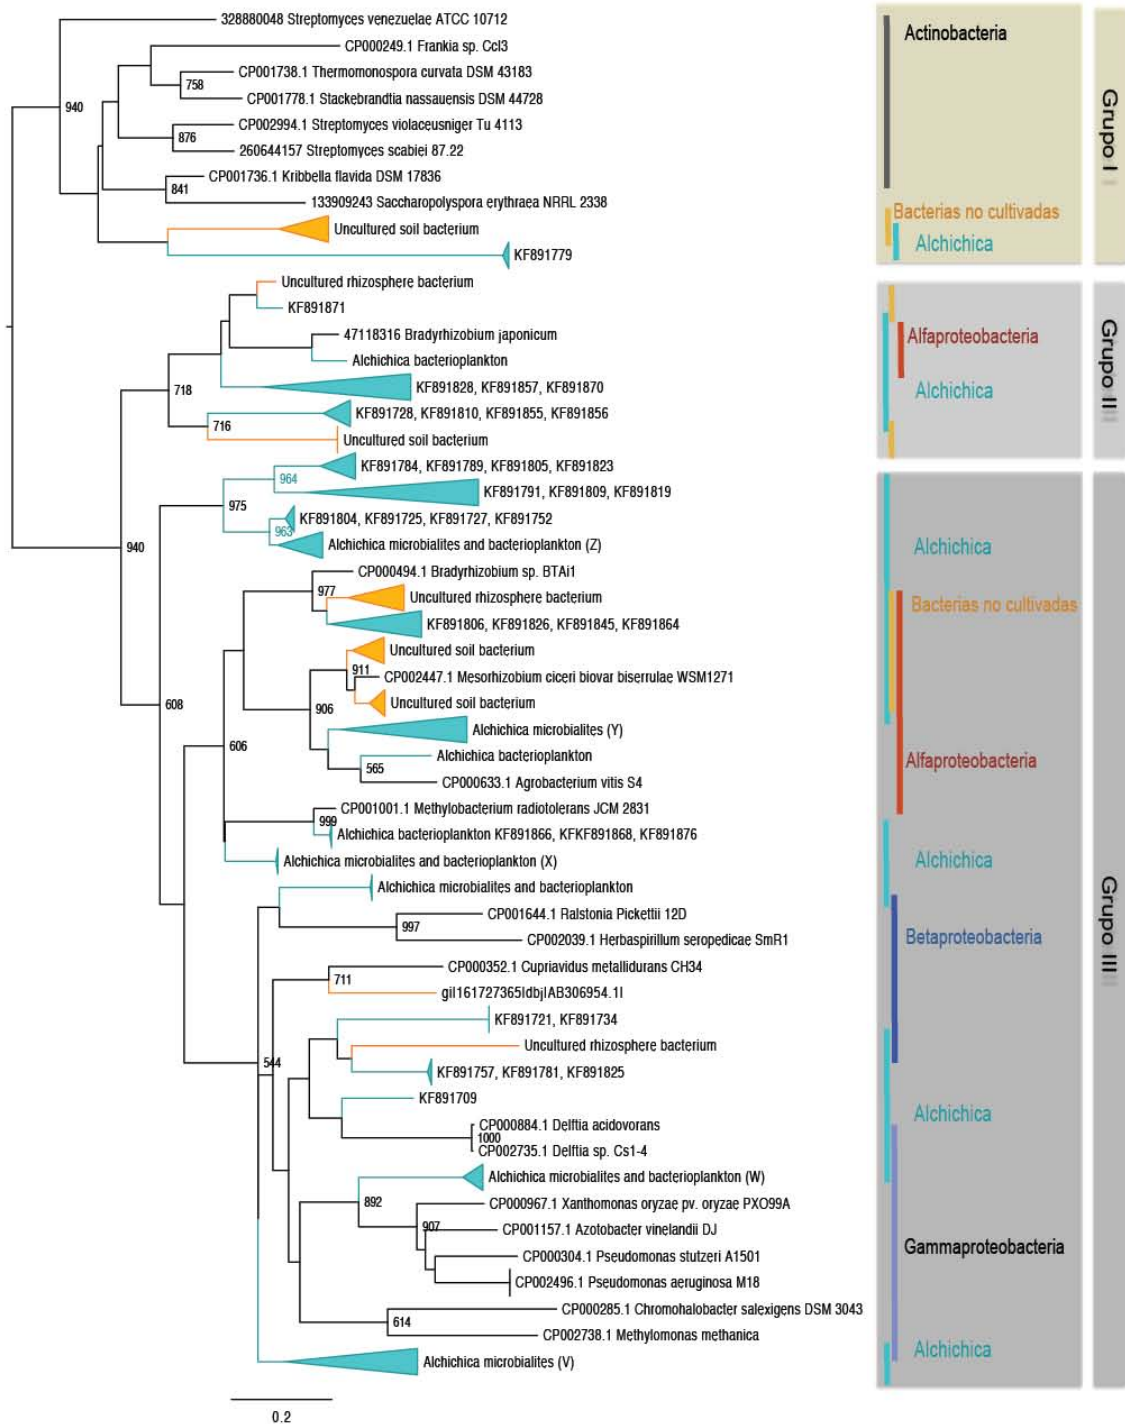 328880048 Streptomyces venezuelae ATCC 10712
CP000249.1 Frankia sp. CcI3
CP001738.1 Thermomonospora curvata DSM 43183
758
CP001778.1 Stackebrandtia nassauensis DSM 44728
940
CP002994.1 Streptomyces violaceusniger Tu 4113
876
260644157 Streptomyces scabiei 87.22
CP001736.1 Kribbella flavida DSM 17836
841
133909243 Saccharopolyspora erythraea NRRL 2338
Uncultured soil bacterium
KF891779
Uncultured rhizosphere bacterium
KF891871
47118316 Bradyrhizobium japonicum
Alchichica bacterioplankton
718
KF891828, KF891857, KF891870
KF891728, KF891810, KF891855, KF891856
716
Uncultured soil bacterium
KF891784, KF891789, KF891805, KF891823
964
KF891791, KF891809, KF891819
975
KF891804, KF891725, KF891727, KF891752
963
Alchichica microbialites and bacterioplankton (Z)
940
CP000494.1 Bradyrhizobium sp. BTAi1
977
Uncultured rhizosphere bacterium
KF891806, KF891826, KF891845, KF891864
Uncultured soil bacterium
911
CP002447.1 Mesorhizobium ciceri biovar biserrulae WSM1271
Uncultured soil bacterium
608
906
Alchichica microbialites (Y)
606
Alchichica bacterioplankton
565
CP000633.1 Agrobacterium vitis S4
CP001001.1 Methylobacterium radiotolerans JCM 2831
999
Alchichica bacterioplankton KF891866, KFKF891868, KF891876
Alchichica microbialites and bacterioplankton (X)
Alchichica microbialites and bacterioplankton
CP001644.1 Ralstonia Pickettii 12D
997
CP002039.1 Herbaspirillum seropedicae SmR1
CP000352.1 Cupriavidus metallidurans CH34
711
gi|161727365|dbj|AB306954.1|
KF891721, KF891734
Uncultured rhizosphere bacterium
544
KF891757, KF891781, KF891825
KF891709
CP000884.1 Delftia acidovorans
1000
CP002735.1 Delftia sp. Cs1-4
Alchichica microbialites and bacterioplankton (W)
892
CP000967.1 Xanthomonas oryzae pv. oryzae PXO99A
907
CP001157.1 Azotobacter vinelandii DJ
CP000304.1 Pseudomonas stutzeri A1501
CP002496.1 Pseudomonas aeruginosa M18
CP000285.1 Chromohalobacter salexigens DSM 3043
614
CP002738.1 Methylomonas methanica
Alchichica microbialites (V)
0.2
Actinobacteria
Bacterias no cultivadas
Alchichica
Grupo I
Alfaproteobacteria
Alchichica
Grupo II
Alchichica
Bacterias no cultivadas
Alfaproteobacteria
Alchichica
Betaproteobacteria
Alchichica
Gammaproteobacteria
Alchichica
Grupo III